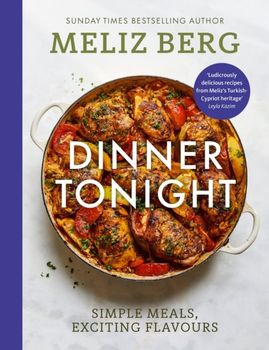 SUNDAY TIMES BESTSELLING AUTHOR
MELIZ BERG
'Ludicrously
delicious recipes
from Meliz's Turkish-
Cypriot heritage'
Leyla Kazim
DINNER
TONIGHT
SIMPLE MEALS,
EXCITING FLAVOURS